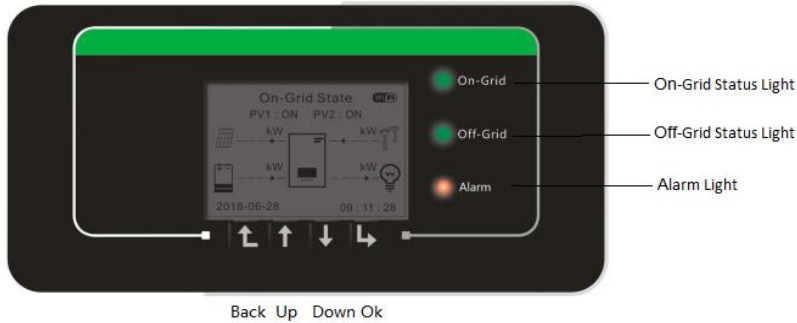 On-Grid State
PV1 : ON PV2 : ON
kW kW
kW kW
2018-06-28 09 : 11 : 28
On-Grid
Off-Grid
Alarm
On-Grid Status Light
Off-Grid Status Light
Alarm Light
Back Up Down Ok